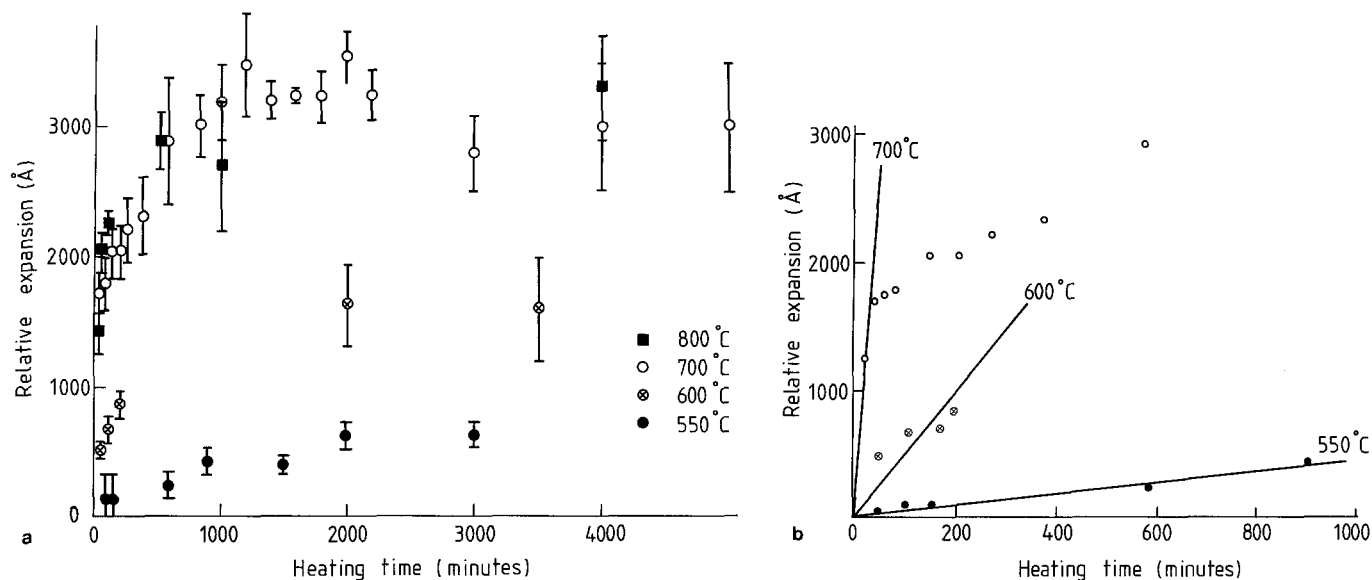 Relative expansion (Å)
3000
2000
1000
0
0
1000
2000
3000
4000
Heating time (minutes)
800°C
700°C
600°C
550°C
a
Relative expansion (Å)
3000
2000
1000
0
200
400
600
800
1000
Heating time (minutes)
700°C
600°C
550°C
b